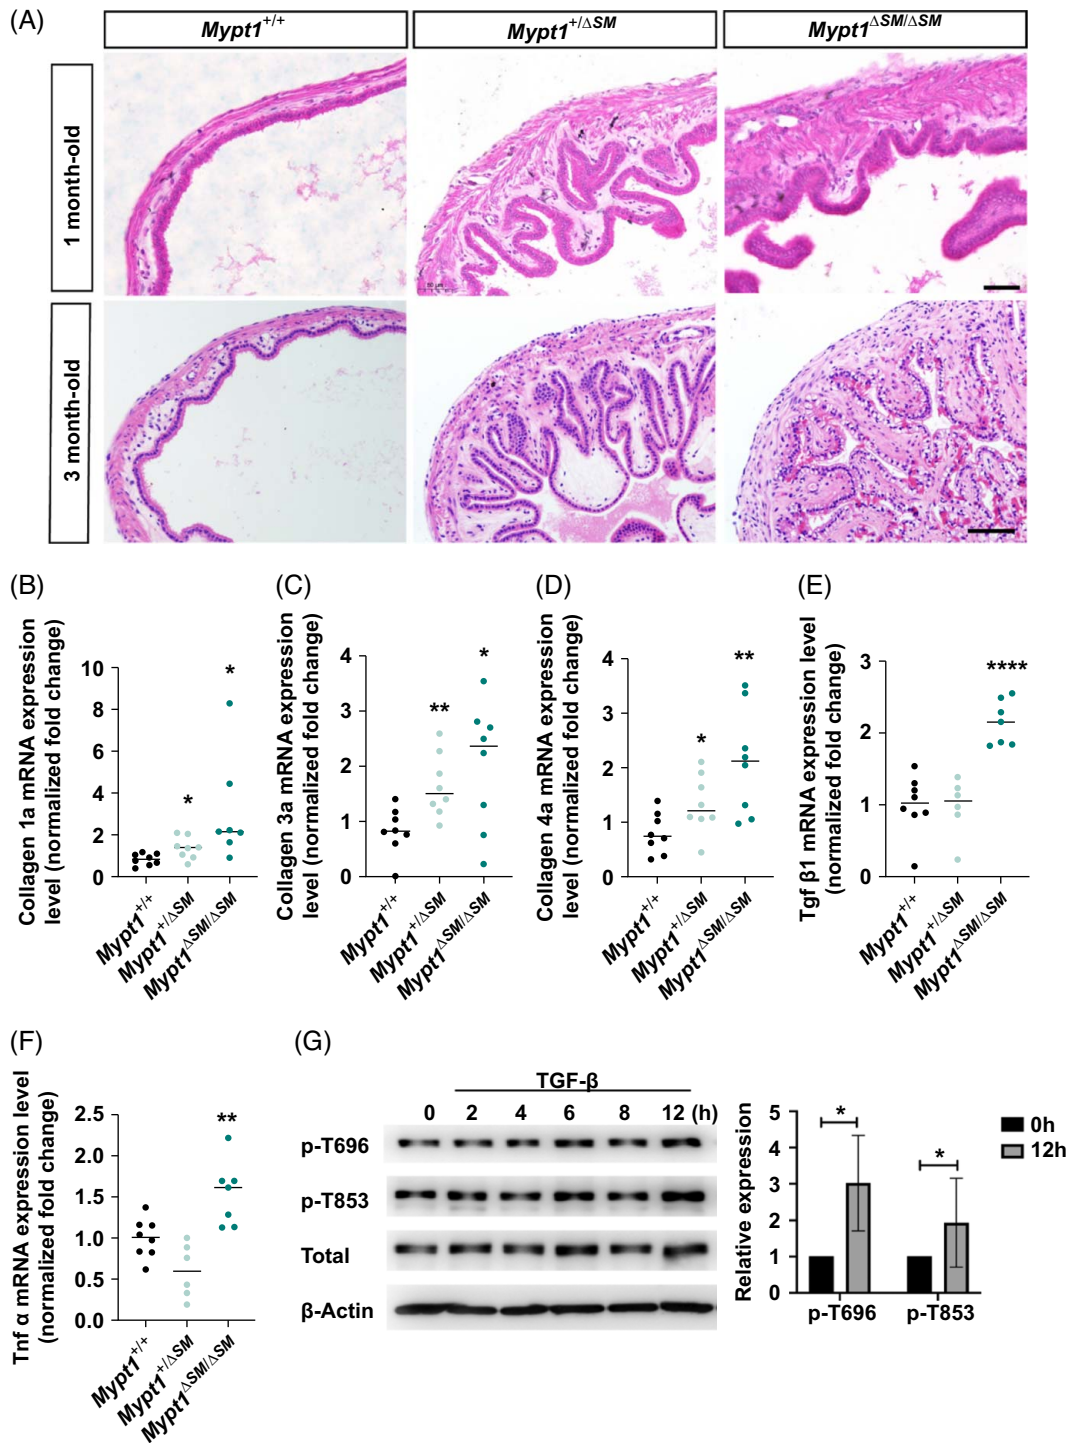 (A)
Mypt1+/+
Mypt1+/ΔSM
Mypt1ΔSM/ΔSM
1 month-old
50 μm
3 month-old
(B)
Collagen 1a mRNA expression
level (normalized fold change)
10
8
6
4
2
0
*
*
Mypt1+/+
Mypt1+/ΔSM
Mypt1ΔSM/ΔSM
(C)
Collagen 3a mRNA expression
level (normalized fold change)
4
3
2
1
0
**
*
Mypt1+/+
Mypt1+/ΔSM
Mypt1ΔSM/ΔSM
(D)
Collagen 4a mRNA expression
level (normalized fold change)
4
3
2
1
0
*
**
Mypt1+/+
Mypt1+/ΔSM
Mypt1ΔSM/ΔSM
(E)
Tgf β1 mRNA expression level
(normalized fold change)
3
2
1
0
****
Mypt1+/+
Mypt1+/ΔSM
Mypt1ΔSM/ΔSM
(F)
Tnf α mRNA expression level
(normalized fold change)
2.5
2.0
1.5
1.0
0.5
0.0
**
Mypt1+/+
Mypt1+/ΔSM
Mypt1ΔSM/ΔSM
(G)
TGF-β
0 2 4 6 8 12 (h)
p-T696
p-T853
Total
β-Actin
Relative expression
5
4
3
2
1
0
*
*
p-T696 p-T853
0h
12h